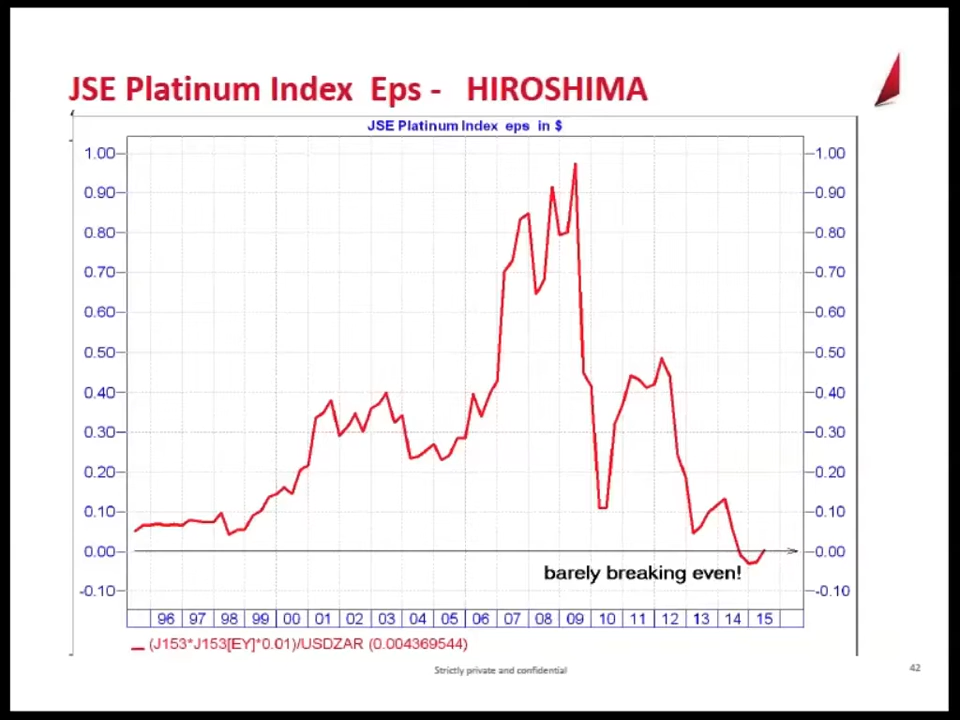 JSE Platinum Index Eps - HIROSHIMA
JSE Platinum Index eps in $
1.00 1.00
0.90 0.90
0.80 0.80
0.70 0.70
0.60 0.60
0.50 0.50
0.40 0.40
0.30 0.30
0.20 0.20
0.10 0.10
0.00 0.00
barely breaking even!
-0.10 -0.10
96 97 98 99 00 01 02 03 04 05 06 07 08 09 10 11 12 13 14 15
(J153*J153[EY]*0.01)/USDZAR (0.004369544)
Strictly private and confidential
42